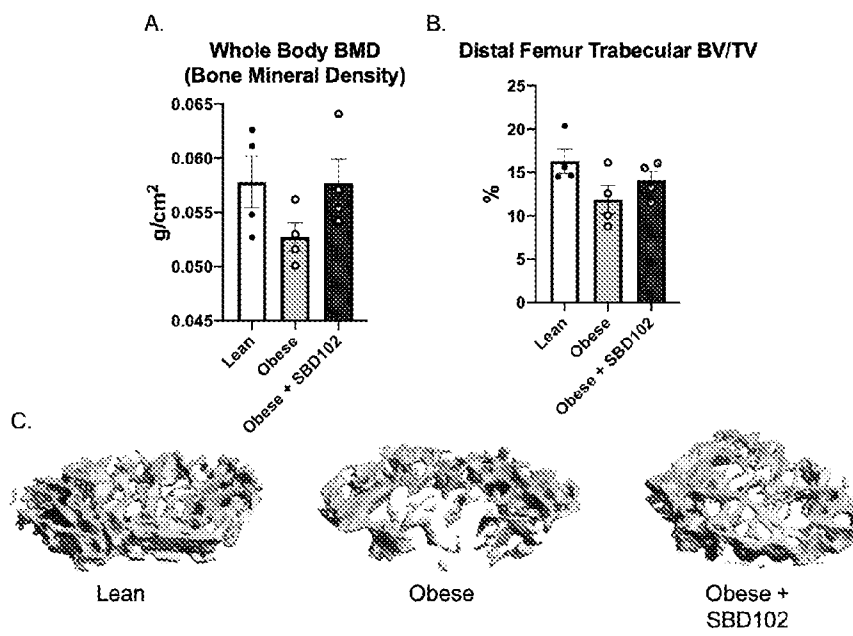 A.
Whole Body BMD
(Bone Mineral Density)
0.065
0.060
0.055
0.050
0.045
g/cm²
Lean
Obese
Obese + SBD102
B.
Distal Femur Trabecular BV/TV
25
20
15
10
5
0
%
Lean
Obese
Obese + SBD102
C.
Lean
Obese
Obese +
SBD102